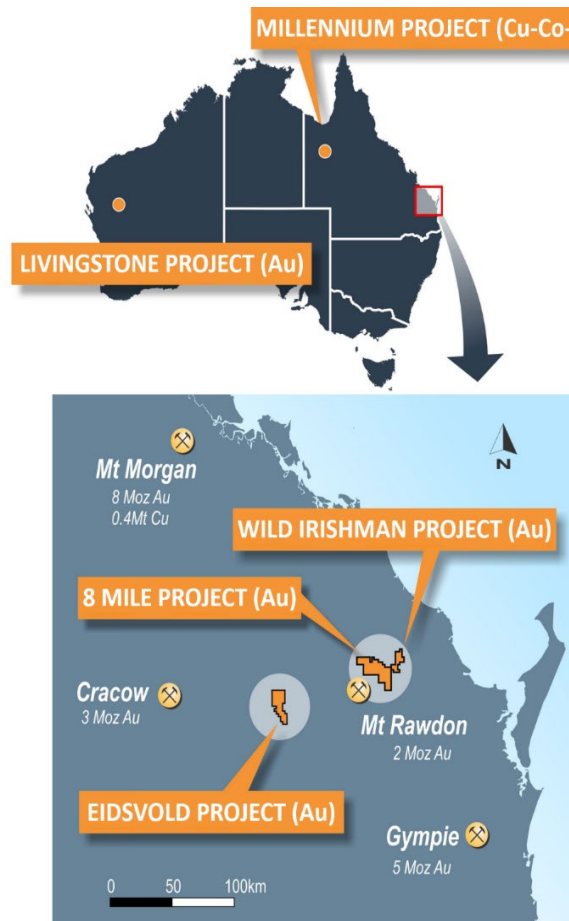 MILLENNIUM PROJECT (Cu-Co-
LIVINGSTONE PROJECT (Au)
N
Mt Morgan
8 Moz Au
0.4Mt Cu
WILD IRISHMAN PROJECT (Au)
8 MILE PROJECT (Au)
Cracow
3 Moz Au
Mt Rawdon
2 Moz Au
EIDSVOLD PROJECT (Au)
Gympie
5 Moz Au
0 50 100km